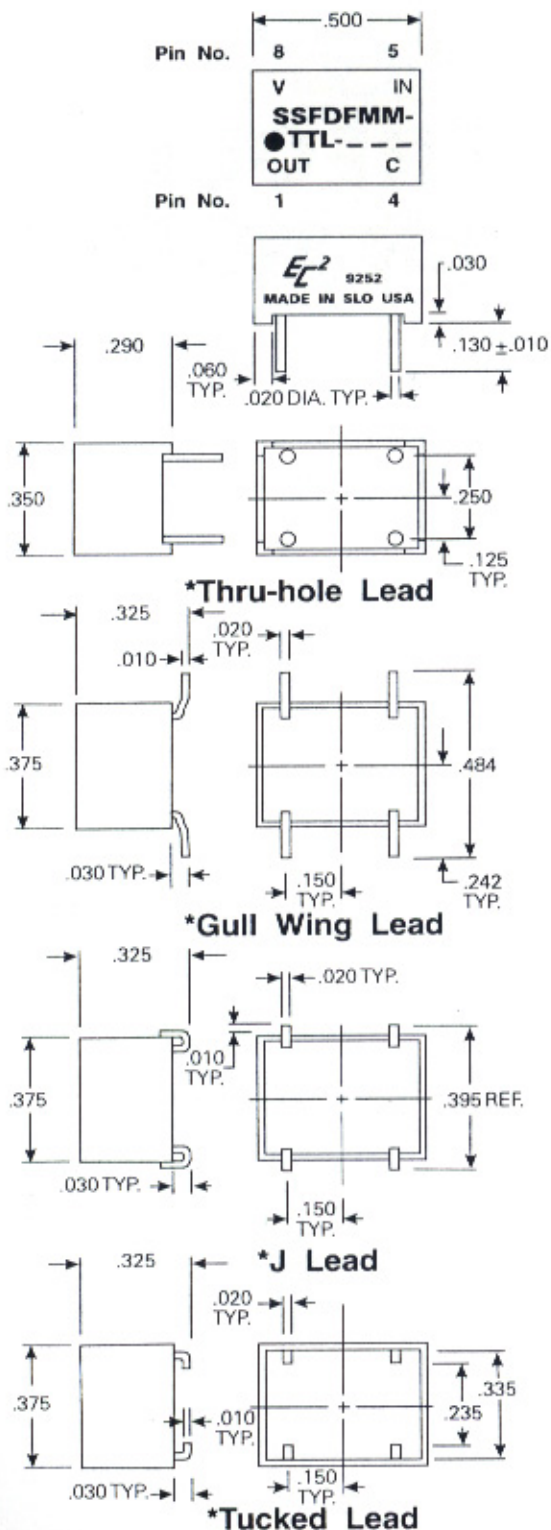 .500
Pin No. 8 5
V IN
SSFDFMM-
●TTL-_ _ _ _
OUT C
Pin No. 1 4
EC² 9252
MADE IN SLO USA
.030
.130 ±.010
.290
.060
TYP.
.020 DIA. TYP.
.350
.250
.125
TYP.
*Thru-hole Lead
.325
.020
TYP.
.010
.375
.484
.030 TYP.
.150
TYP.
.242
TYP.
*Gull Wing Lead
.325
.020 TYP.
.010
TYP.
.375
.395 REF.
.030 TYP.
.150
TYP.
*J Lead
.325
.020
TYP.
.375
.335
.235
.010
TYP.
.030 TYP.
.150
TYP.
*Tucked Lead